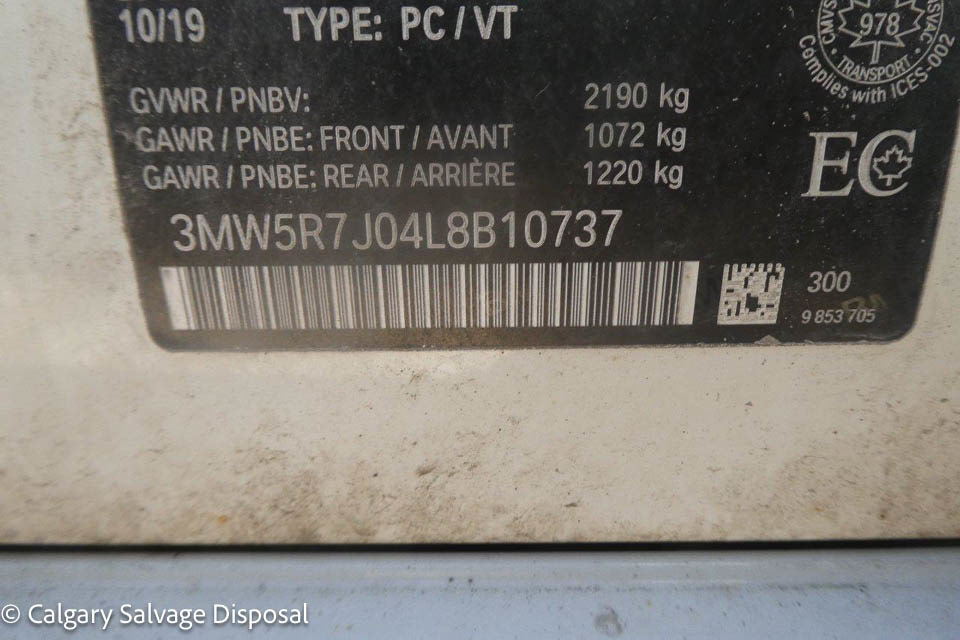 10/19 TYPE: PC / VT
GVWR / PNBV: 2190 kg
GAWR / PNBE: FRONT / AVANT 1072 kg
GAWR / PNBE: REAR / ARRIÈRE 1220 kg
3MW5R7J04L8B10737
978
TRANSPORT
Complies with ICES-002
EC
300
9 853 705
© Calgary Salvage Disposal